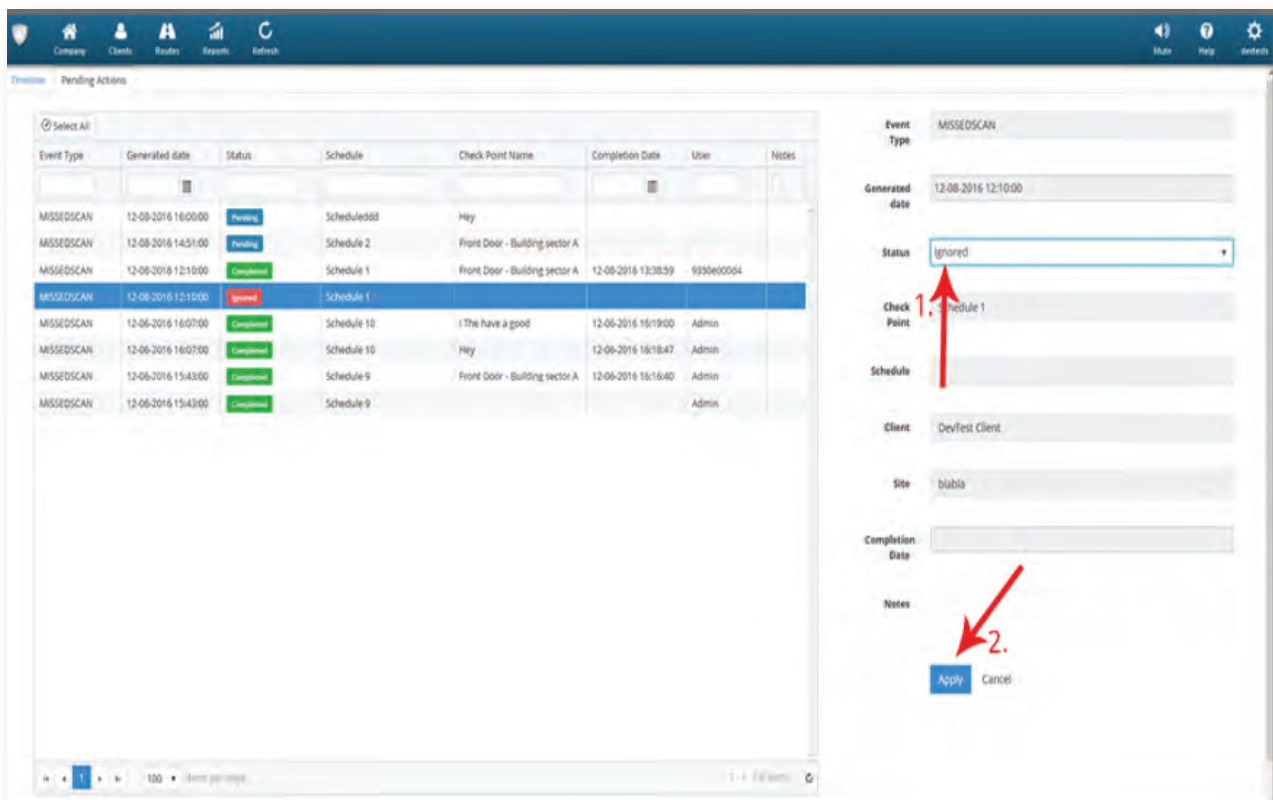 Company Clients Routes Reports Refresh Mute Help
Timeline Pending Actions
Select All
Event Type Generated date Status Schedule Check Point Name Completion Date User Notes
MISSEDSCAN 12-08-2016 16:00:00 Pending Scheduleddd Hey
MISSEDSCAN 12-08-2016 14:51:00 Pending Schedule 2 Front Door - Building sector A
MISSEDSCAN 12-08-2016 12:10:00 Completed Schedule 1 Front Door - Building sector A 12-08-2016 13:38:59
MISSEDSCAN 12-08-2016 12:10:00 Ignored Schedule 1
MISSEDSCAN 12-06-2016 16:07:00 Completed Schedule 10 I The have a good 12-06-2016 16:19:00 Admin
MISSEDSCAN 12-06-2016 16:07:00 Completed Schedule 10 Hey 12-06-2016 16:18:47 Admin
MISSEDSCAN 12-06-2016 15:43:00 Completed Schedule 9 Front Door - Building sector A 12-06-2016 16:16:40 Admin
MISSEDSCAN 12-06-2016 15:43:00 Completed Schedule 9 Admin
1 100 items per page
Event Type MISSEDSCAN
Generated date 12-08-2016 12:10:00
Status Ignored
1.
Check Point Schedule 1
Schedule
Client DevTest Client
Site blabla
Completion Date
Notes
2.
Apply Cancel